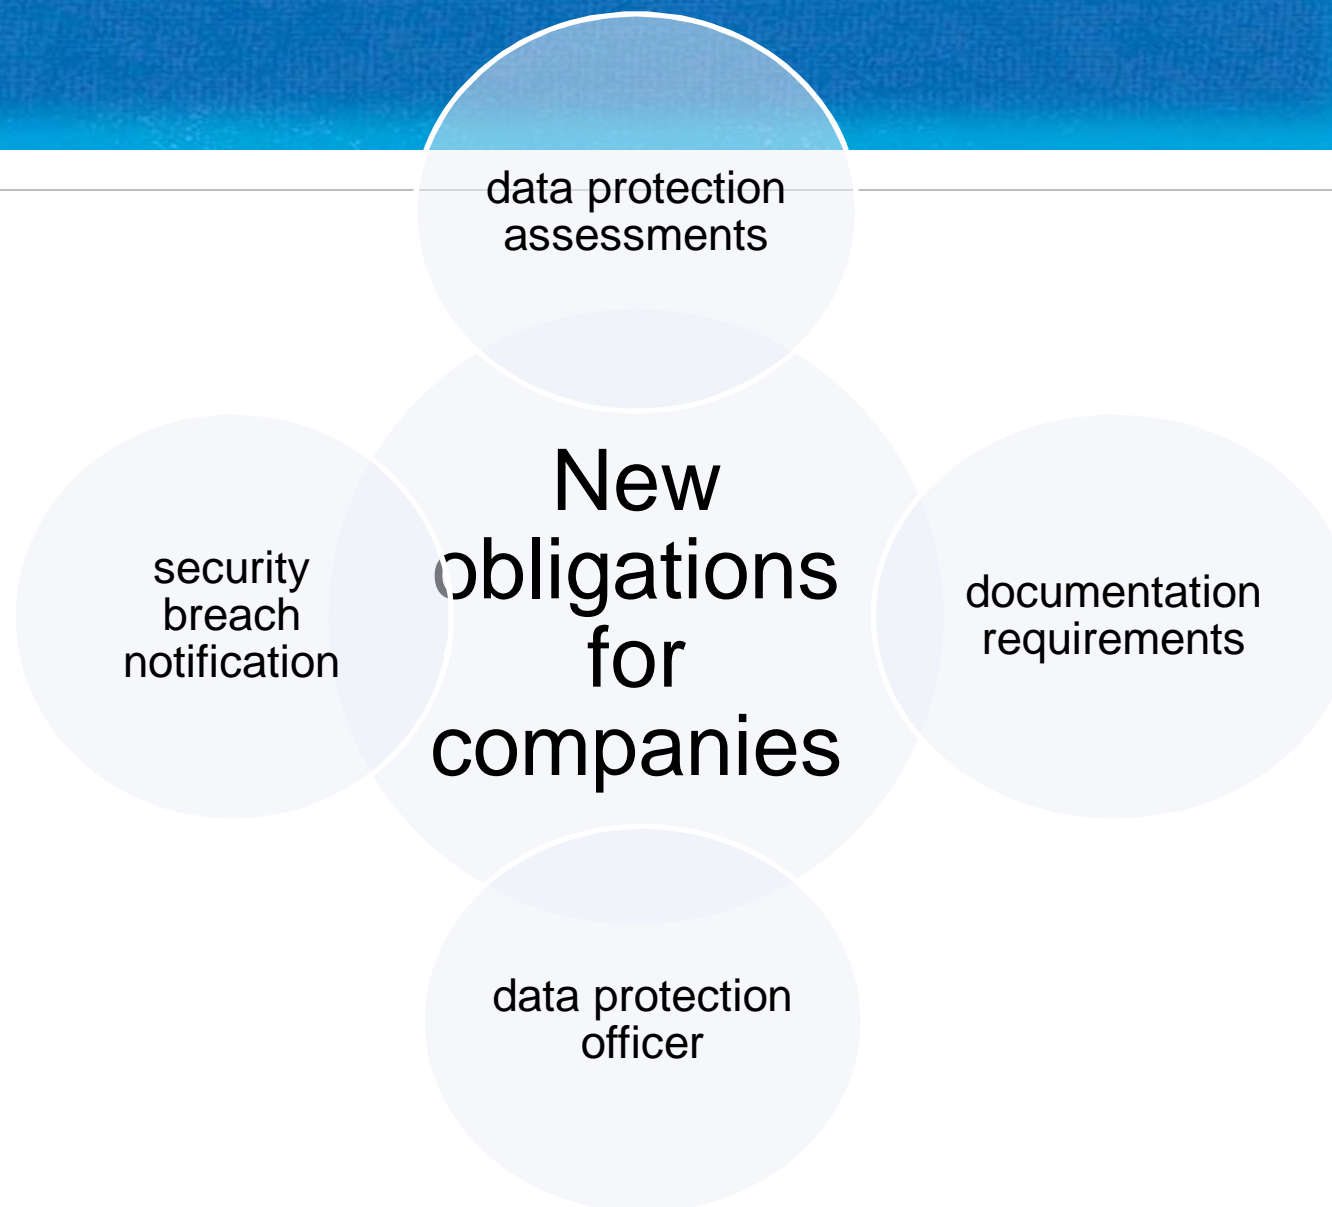 data protection
assessments
New
obligations
for
companies
security
breach
notification
documentation
requirements
data protection
officer